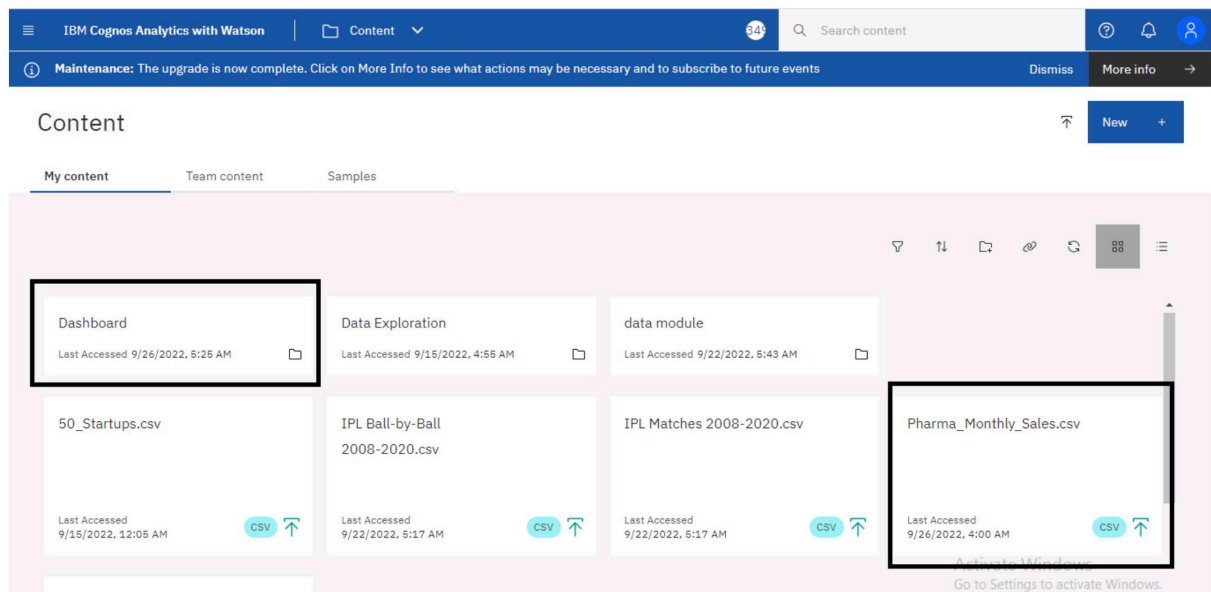 IBM Cognos Analytics with Watson
Content
349
Search content
Maintenance: The upgrade is now complete. Click on More Info to see what actions may be necessary and to subscribe to future events
Dismiss
More info
Content
New +
My content
Team content
Samples
Dashboard
Last Accessed 9/26/2022, 5:25 AM
Data Exploration
Last Accessed 9/15/2022, 4:55 AM
data module
Last Accessed 9/22/2022, 5:43 AM
50_Startups.csv
Last Accessed
9/15/2022, 12:05 AM
CSV
IPL Ball-by-Ball
2008-2020.csv
Last Accessed
9/22/2022, 5:17 AM
CSV
IPL Matches 2008-2020.csv
Last Accessed
9/22/2022, 5:17 AM
CSV
Pharma_Monthly_Sales.csv
Last Accessed
9/26/2022, 4:00 AM
CSV
Activate Windows
Go to Settings to activate Windows.